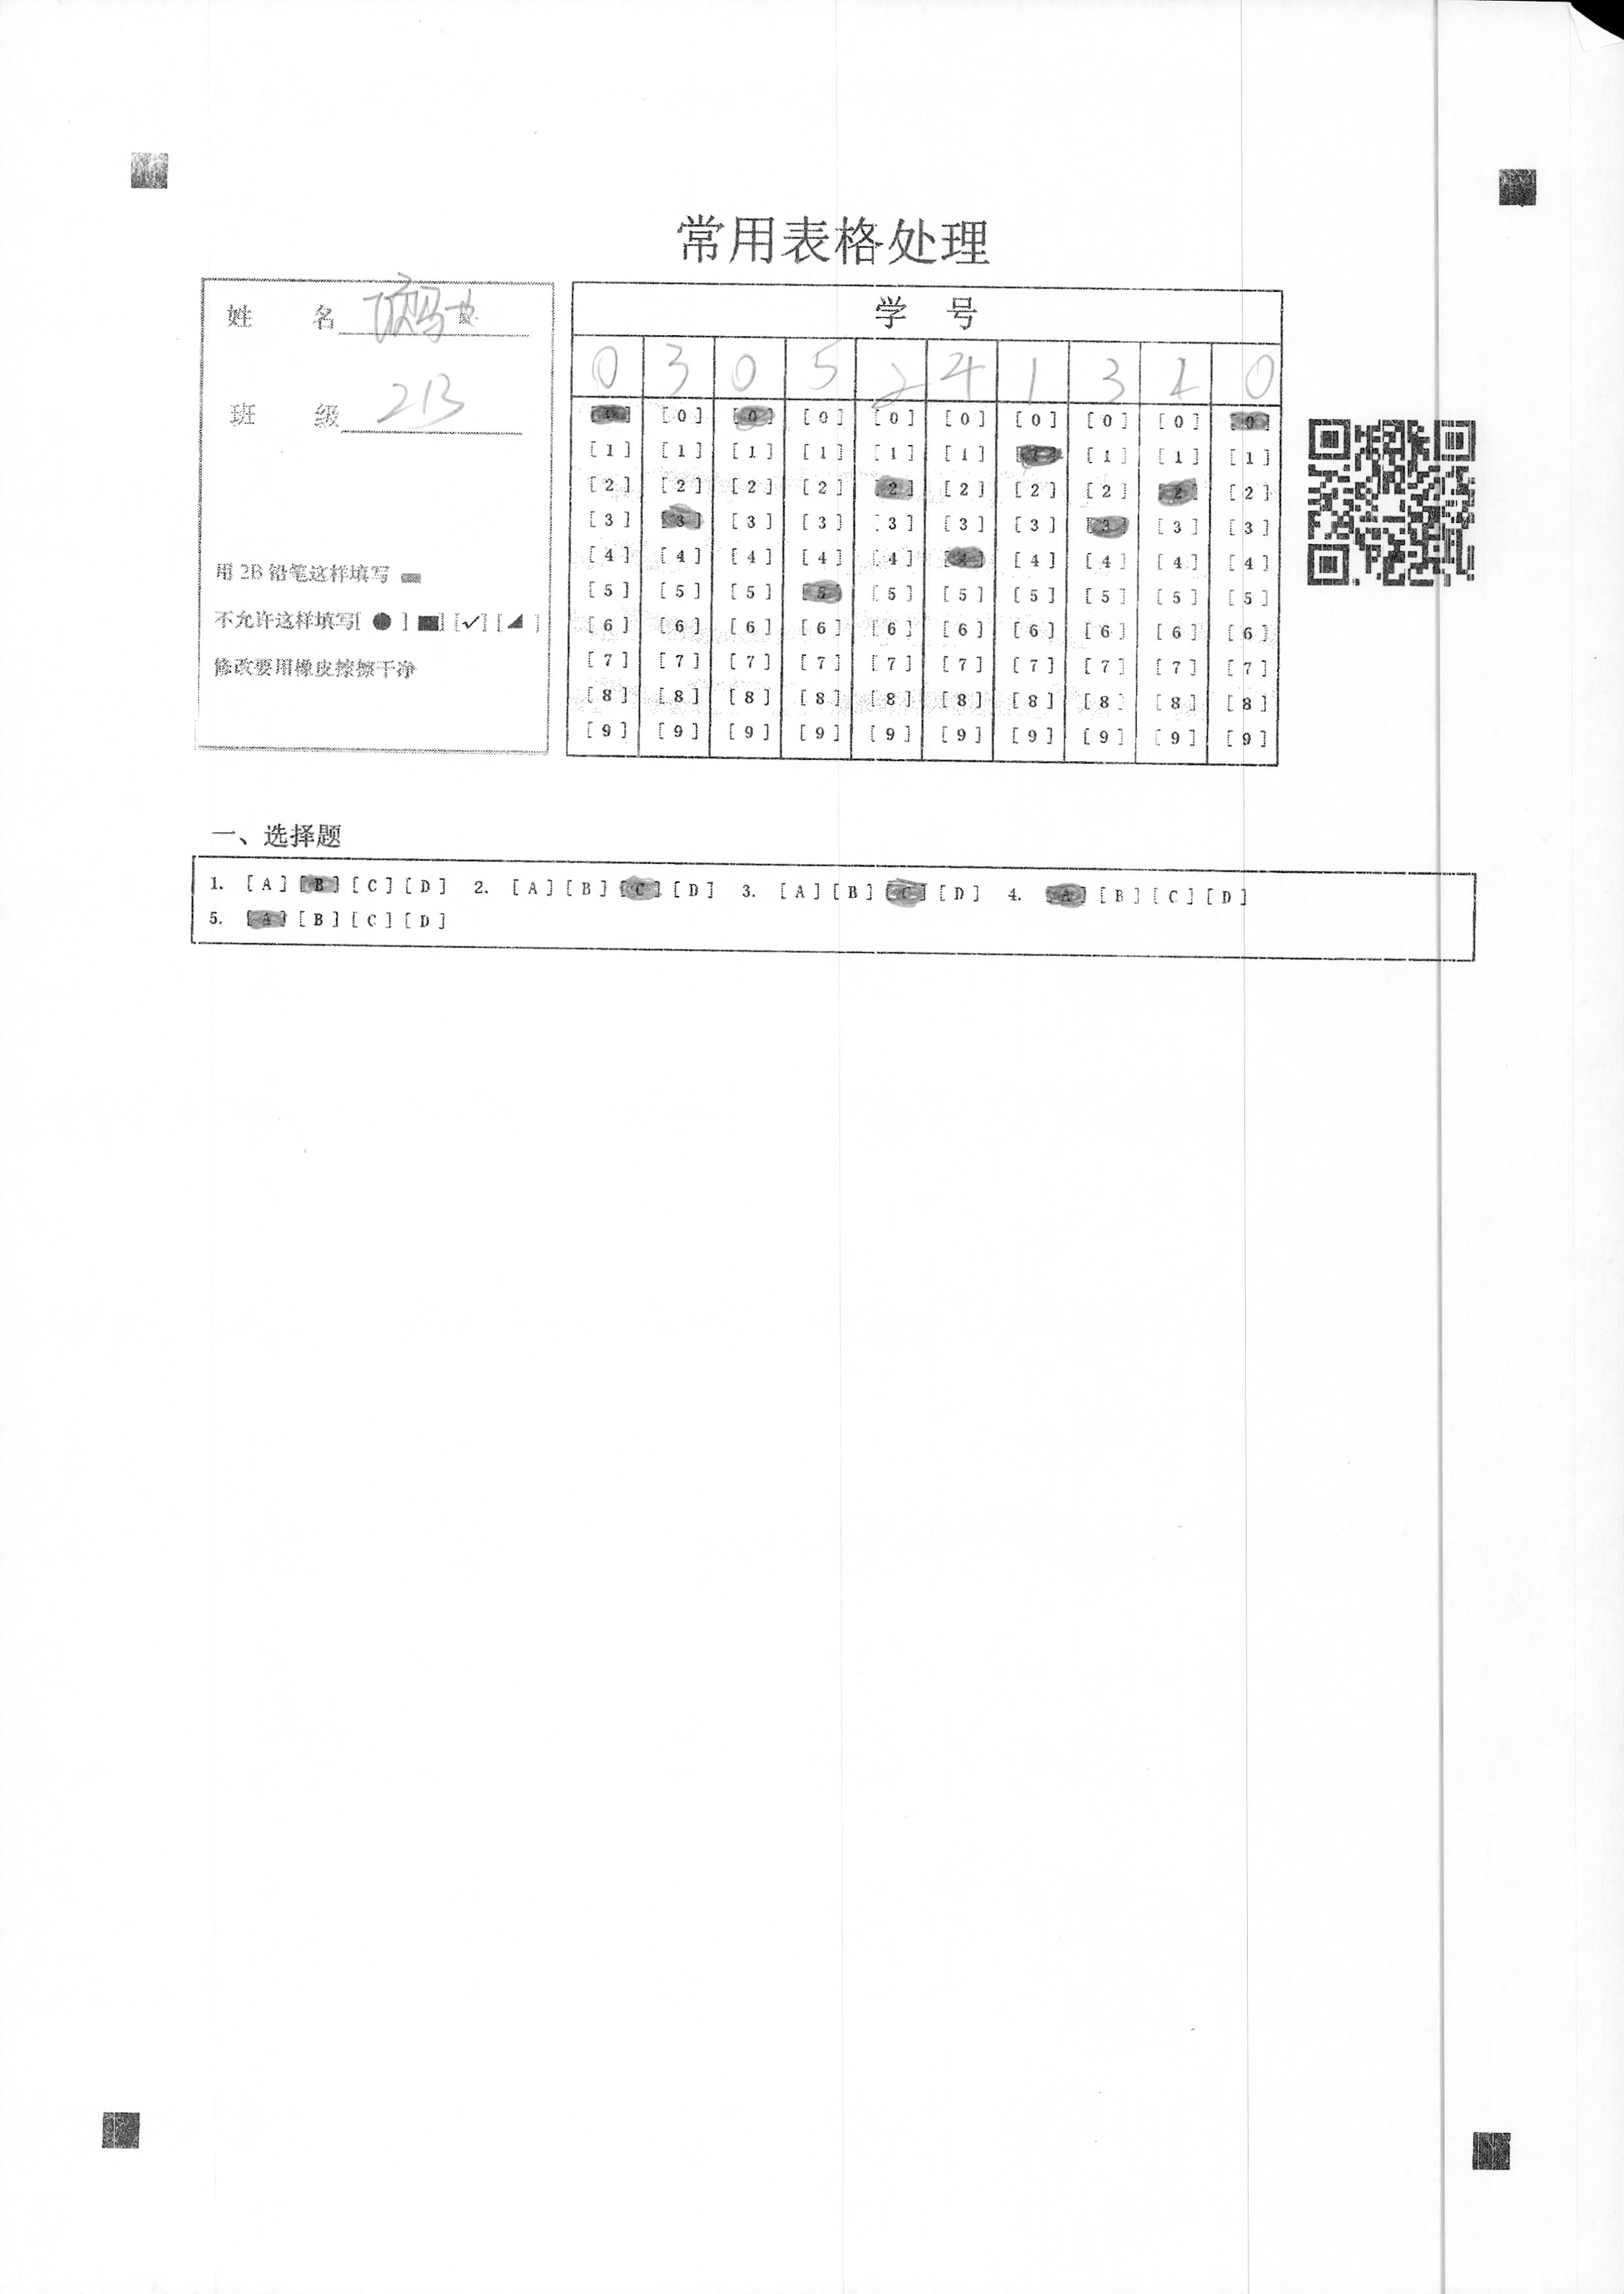 常用表格处理
姓 名
班 级 213
用 2B 铅笔这样填写
不允许这样填写[ ● ] [■] [✓] [◢ ]
修改要用橡皮擦擦干净
学 号
0 3 0 5 2 4 1 3 2 0
[0] [0] [0] [0] [0] [0] [0] [0] [0] [0]
[1] [1] [1] [1] [1] [1] [1] [1] [1] [1]
[2] [2] [2] [2] [2] [2] [2] [2] [2] [2]
[3] [3] [3] [3] [3] [3] [3] [3] [3] [3]
[4] [4] [4] [4] [4] [4] [4] [4] [4] [4]
[5] [5] [5] [5] [5] [5] [5] [5] [5] [5]
[6] [6] [6] [6] [6] [6] [6] [6] [6] [6]
[7] [7] [7] [7] [7] [7] [7] [7] [7] [7]
[8] [8] [8] [8] [8] [8] [8] [8] [8] [8]
[9] [9] [9] [9] [9] [9] [9] [9] [9] [9]
一、选择题
1. [A] [B] [C] [D] 2. [A] [B] [C] [D] 3. [A] [B] [C] [D] 4. [A] [B] [C] [D]
5. [A] [B] [C] [D]